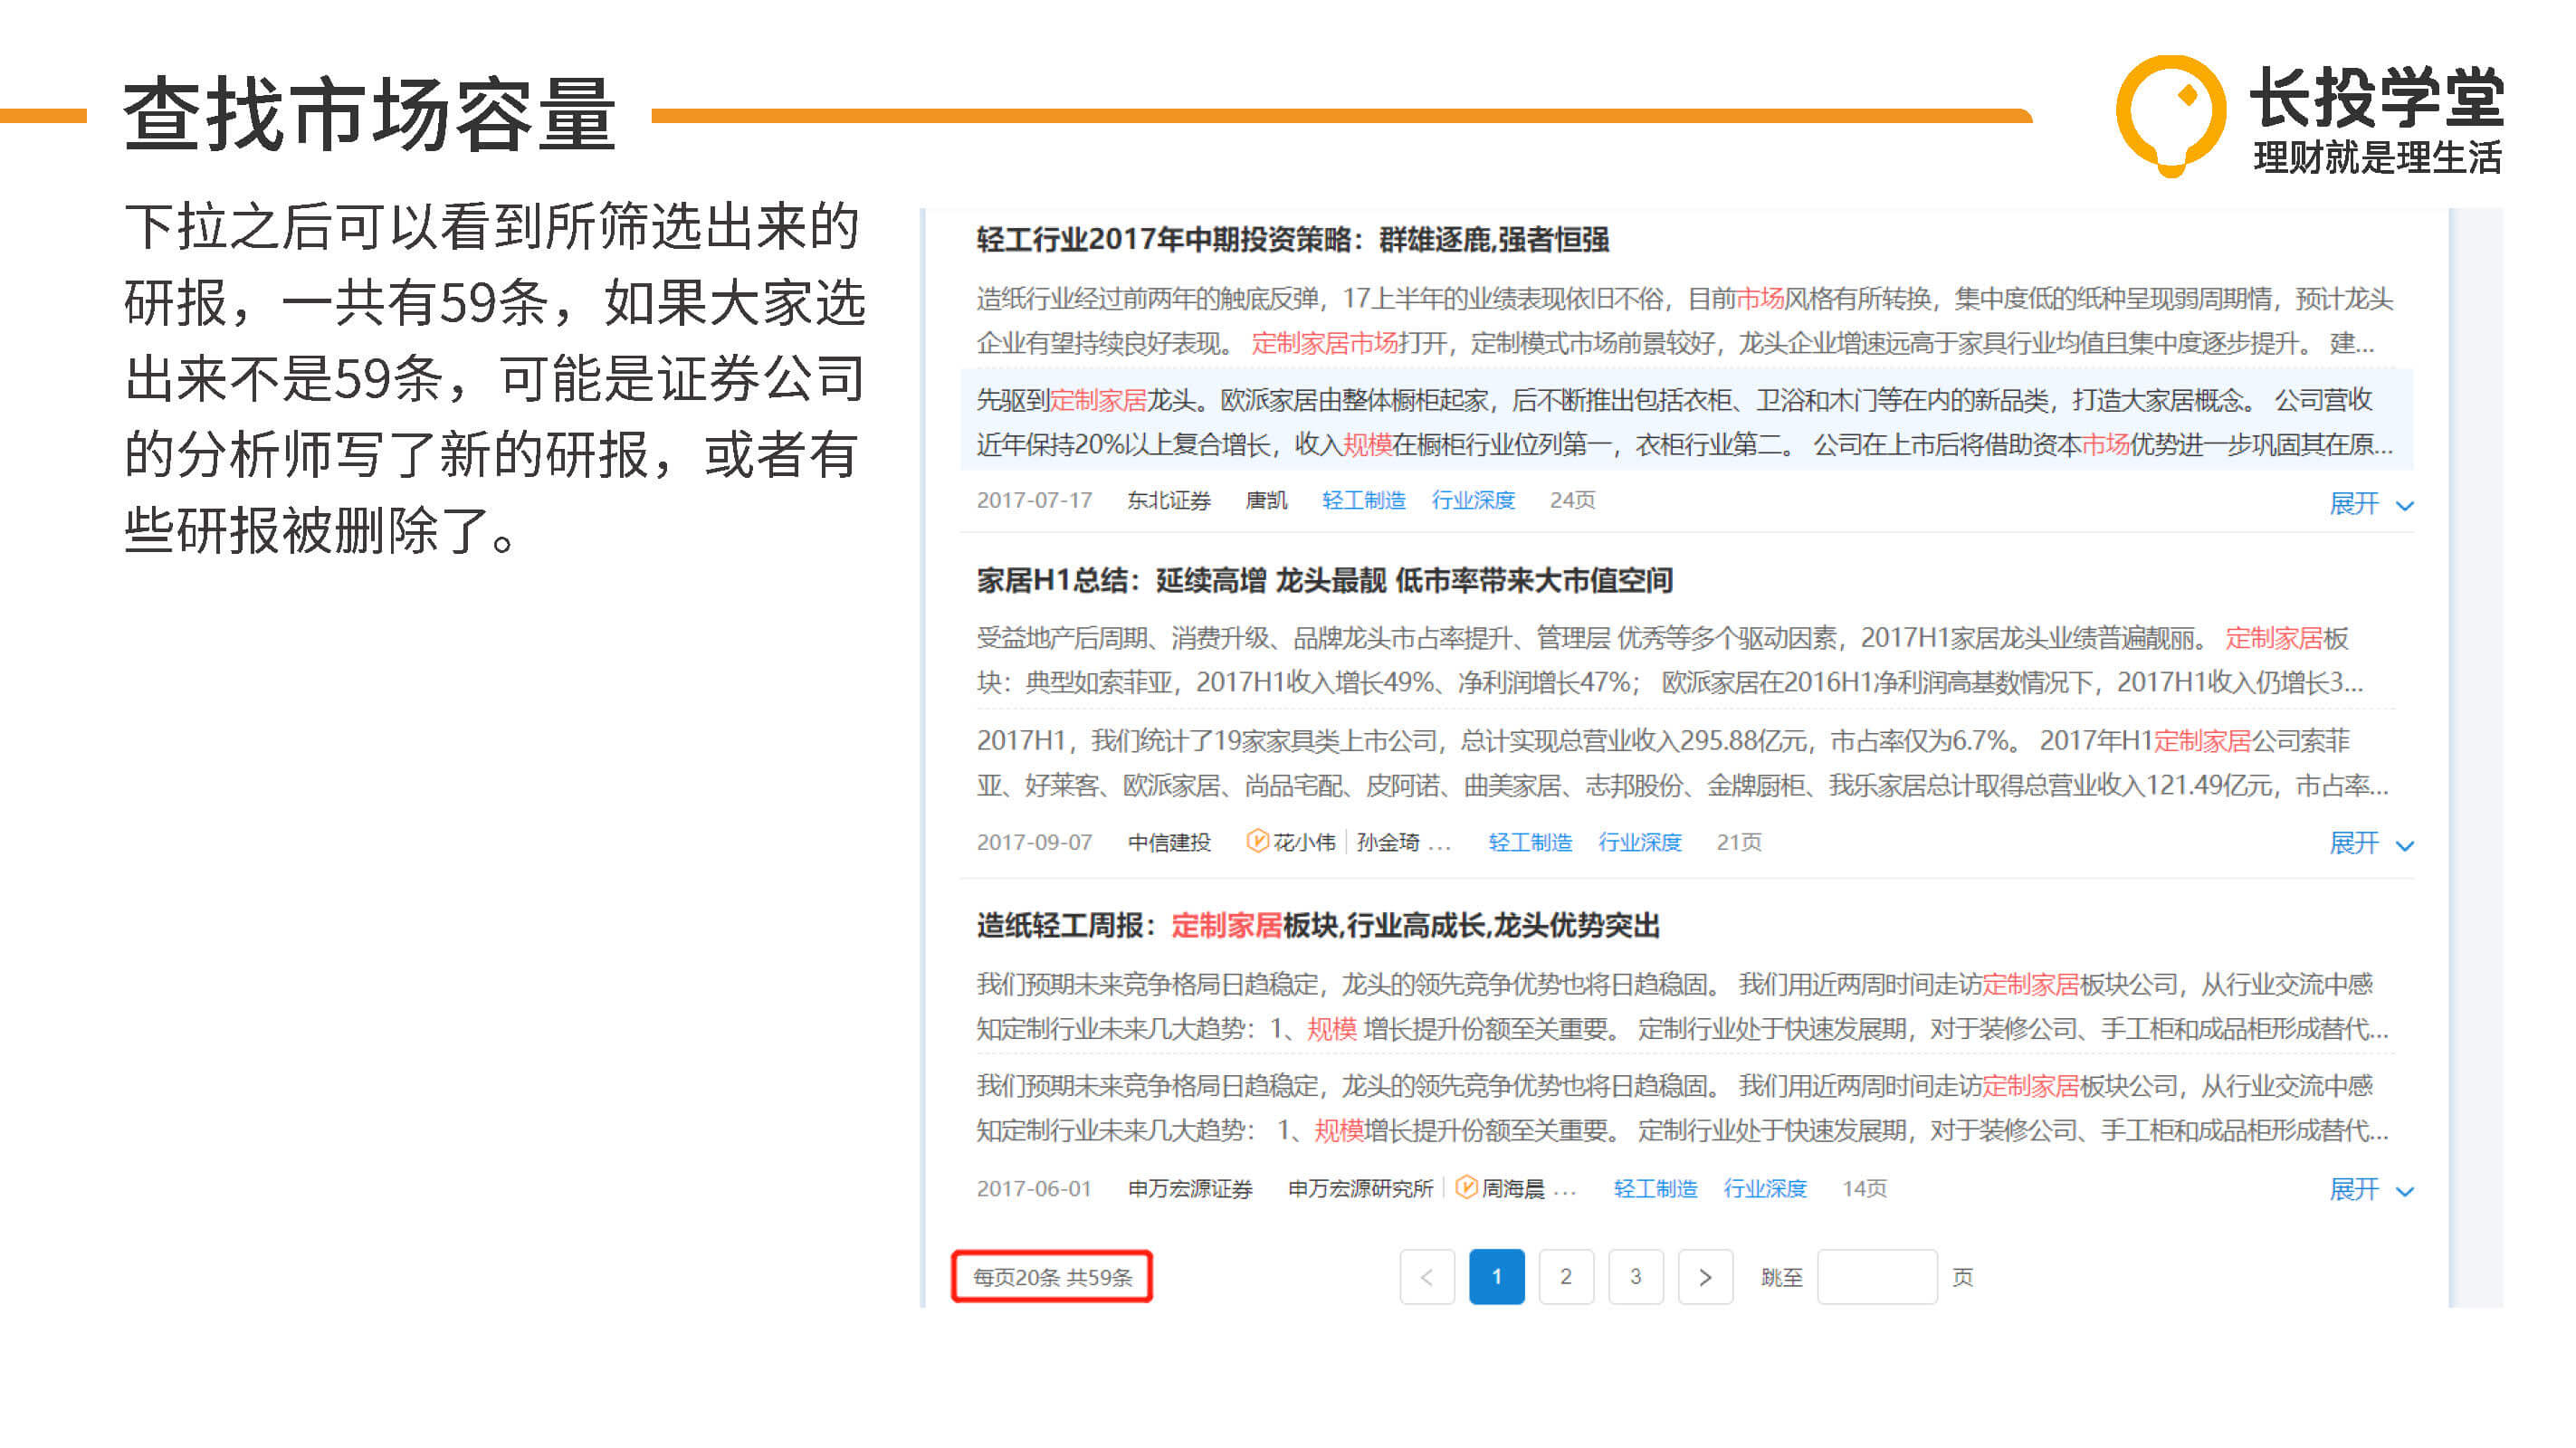 查找市场容量
长投学堂
理财就是理生活
下拉之后可以看到所筛选出来的
研报，一共有59条，如果大家选
出来不是59条，可能是证券公司
的分析师写了新的研报，或者有
些研报被删除了。
轻工行业2017年中期投资策略：群雄逐鹿,强者恒强
造纸行业经过前两年的触底反弹，17上半年的业绩表现依旧不俗，目前市场风格有所转换，集中度低的纸种呈现弱周期情，预计龙头
企业有望持续良好表现。 定制家居市场打开，定制模式市场前景较好，龙头企业增速远高于家具行业均值且集中度逐步提升。 建...
先驱到定制家居龙头。欧派家居由整体橱柜起家，后不断推出包括衣柜、卫浴和木门等在内的新品类，打造大家居概念。 公司营收
近年保持20%以上复合增长，收入规模在橱柜行业位列第一，衣柜行业第二。 公司在上市后将借助资本市场优势进一步巩固其在原...
2017-07-17 东北证券 唐凯 轻工制造 行业深度 24页 展开
家居H1总结：延续高增 龙头最靓 低市率带来大市值空间
受益地产后周期、消费升级、品牌龙头市占率提升、管理层 优秀等多个驱动因素，2017H1家居龙头业绩普遍靓丽。 定制家居板
块：典型如索菲亚，2017H1收入增长49%、净利润增长47%； 欧派家居在2016H1净利润高基数情况下，2017H1收入仍增长3...
2017H1，我们统计了19家家具类上市公司，总计实现总营业收入295.88亿元，市占率仅为6.7%。 2017年H1定制家居公司索菲
亚、好莱客、欧派家居、尚品宅配、皮阿诺、曲美家居、志邦股份、金牌厨柜、我乐家居总计取得总营业收入121.49亿元，市占率...
2017-09-07 中信建投 花小伟 孙金琦 ... 轻工制造 行业深度 21页 展开
造纸轻工周报：定制家居板块,行业高成长,龙头优势突出
我们预期未来竞争格局日趋稳定，龙头的领先竞争优势也将日趋稳固。 我们用近两周时间走访定制家居板块公司，从行业交流中感
知定制行业未来几大趋势：1、规模 增长提升份额至关重要。 定制行业处于快速发展期，对于装修公司、手工柜和成品柜形成替代...
我们预期未来竞争格局日趋稳定，龙头的领先竞争优势也将日趋稳固。 我们用近两周时间走访定制家居板块公司，从行业交流中感
知定制行业未来几大趋势： 1、规模增长提升份额至关重要。 定制行业处于快速发展期，对于装修公司、手工柜和成品柜形成替代...
2017-06-01 申万宏源证券 申万宏源研究所 周海晨 ... 轻工制造 行业深度 14页 展开
每页20条 共59条 < 1 2 3 > 跳至 页